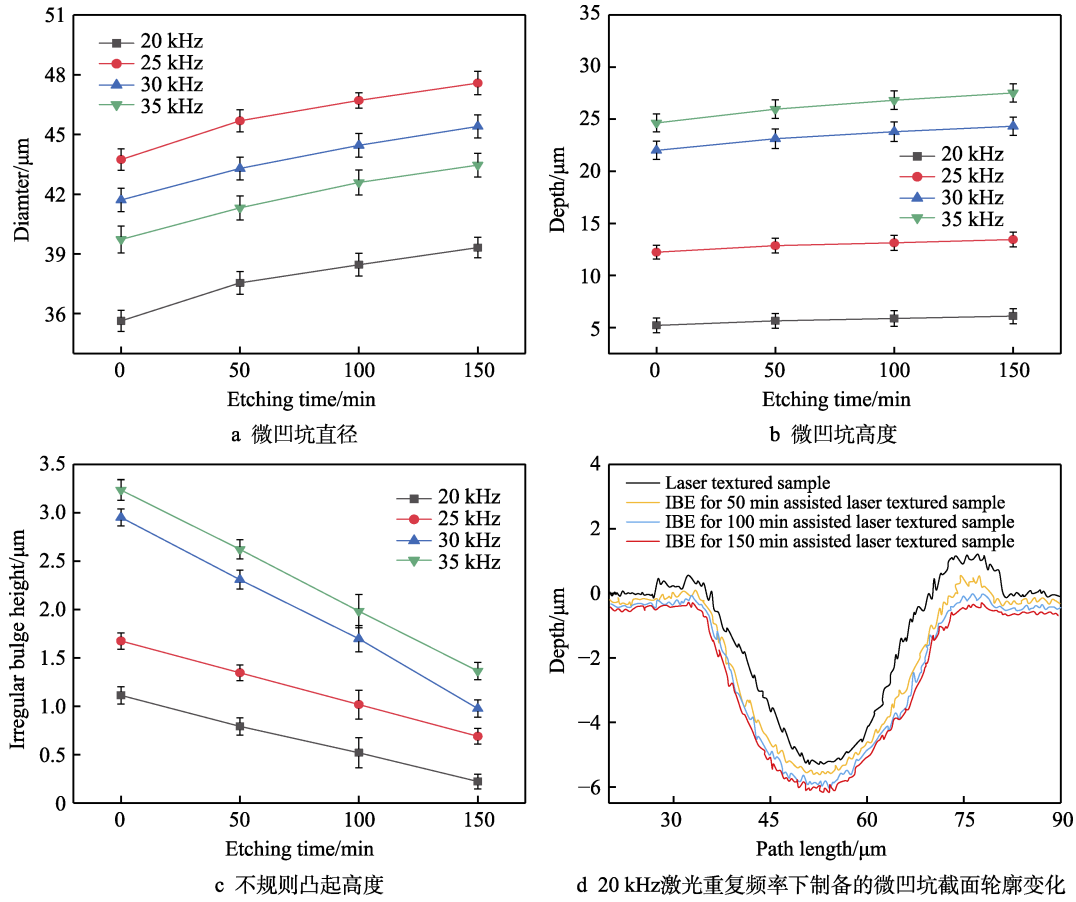 51
48
45
42
39
36
Diamter/μm
20 kHz
25 kHz
30 kHz
35 kHz
0 50 100 150
Etching time/min
a 微凹坑直径
35
30
25
20
15
10
5
Depth/μm
20 kHz
25 kHz
30 kHz
35 kHz
0 50 100 150
Etching time/min
b 微凹坑高度
3.5
3.0
2.5
2.0
1.5
1.0
0.5
0
Irregular bulge height/μm
20 kHz
25 kHz
30 kHz
35 kHz
0 50 100 150
Etching time/min
c 不规则凸起高度
4
2
0
−2
−4
−6
Depth/μm
Laser textured sample
IBE for 50 min assisted laser textured sample
IBE for 100 min assisted laser textured sample
IBE for 150 min assisted laser textured sample
30 45 60 75 90
Path length/μm
d 20 kHz激光重复频率下制备的微凹坑截面轮廓变化